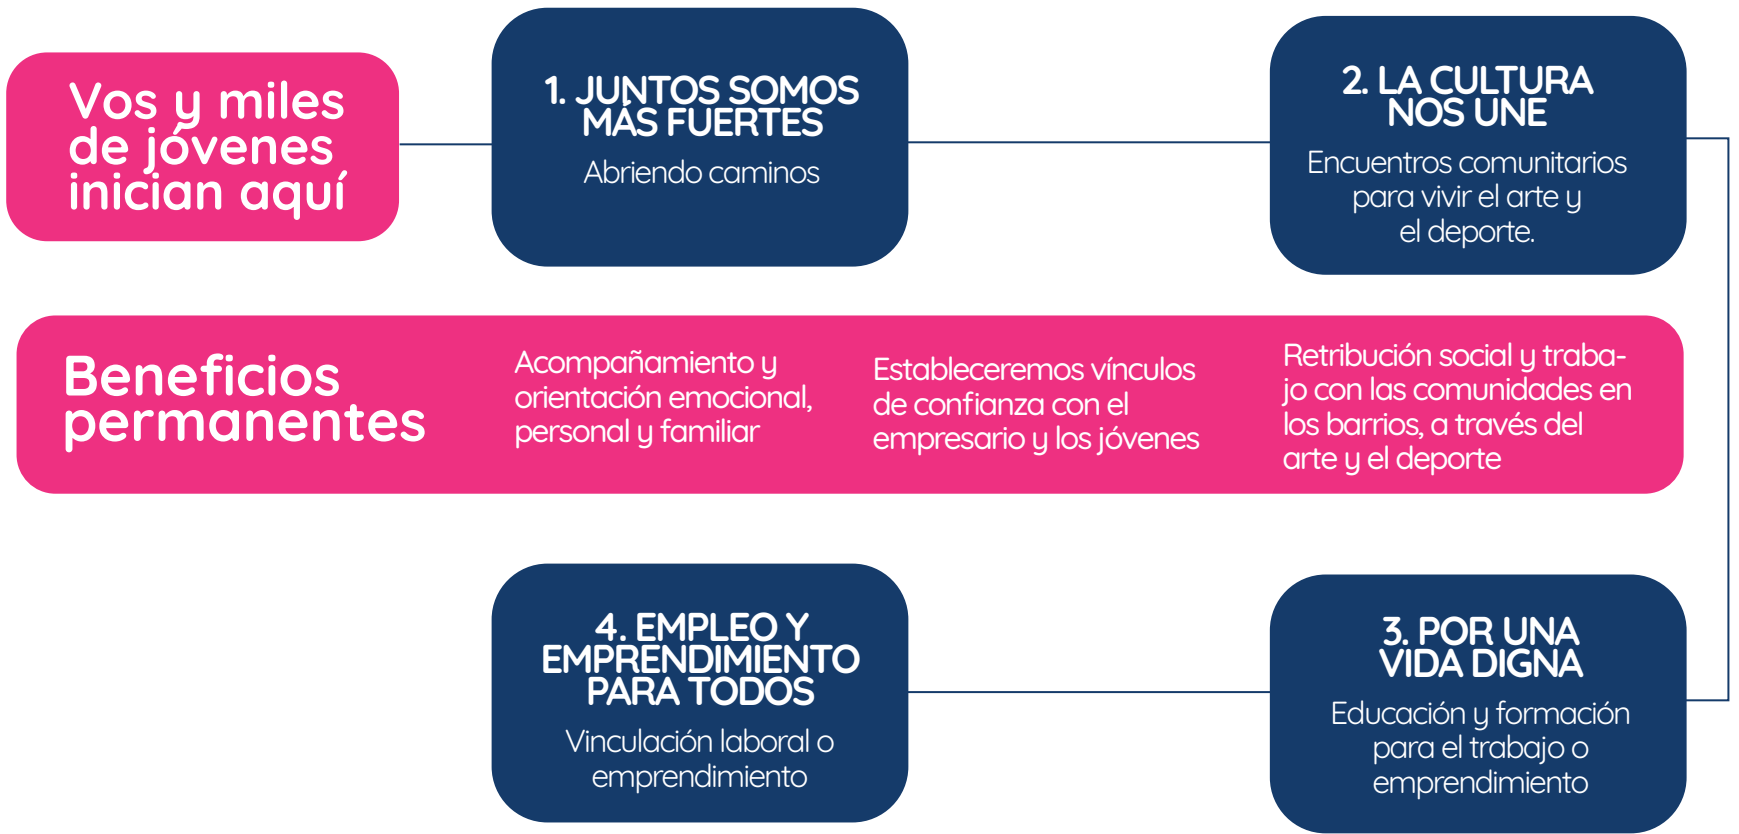 Vos y miles
de jóvenes
inician aquí
1. JUNTOS SOMOS
MÁS FUERTES
Abriendo caminos
2. LA CULTURA
NOS UNE
Encuentros comunitarios
para vivir el arte y
el deporte.
Beneficios
permanentes
Acompañamiento y
orientación emocional,
personal y familiar
Estableceremos vínculos
de confianza con el
empresario y los jóvenes
Retribución social y traba-
jo con las comunidades en
los barrios, a través del
arte y el deporte
4. EMPLEO Y
EMPRENDIMIENTO
PARA TODOS
Vinculación laboral o
emprendimiento
3. POR UNA
VIDA DIGNA
Educación y formación
para el trabajo o
emprendimiento